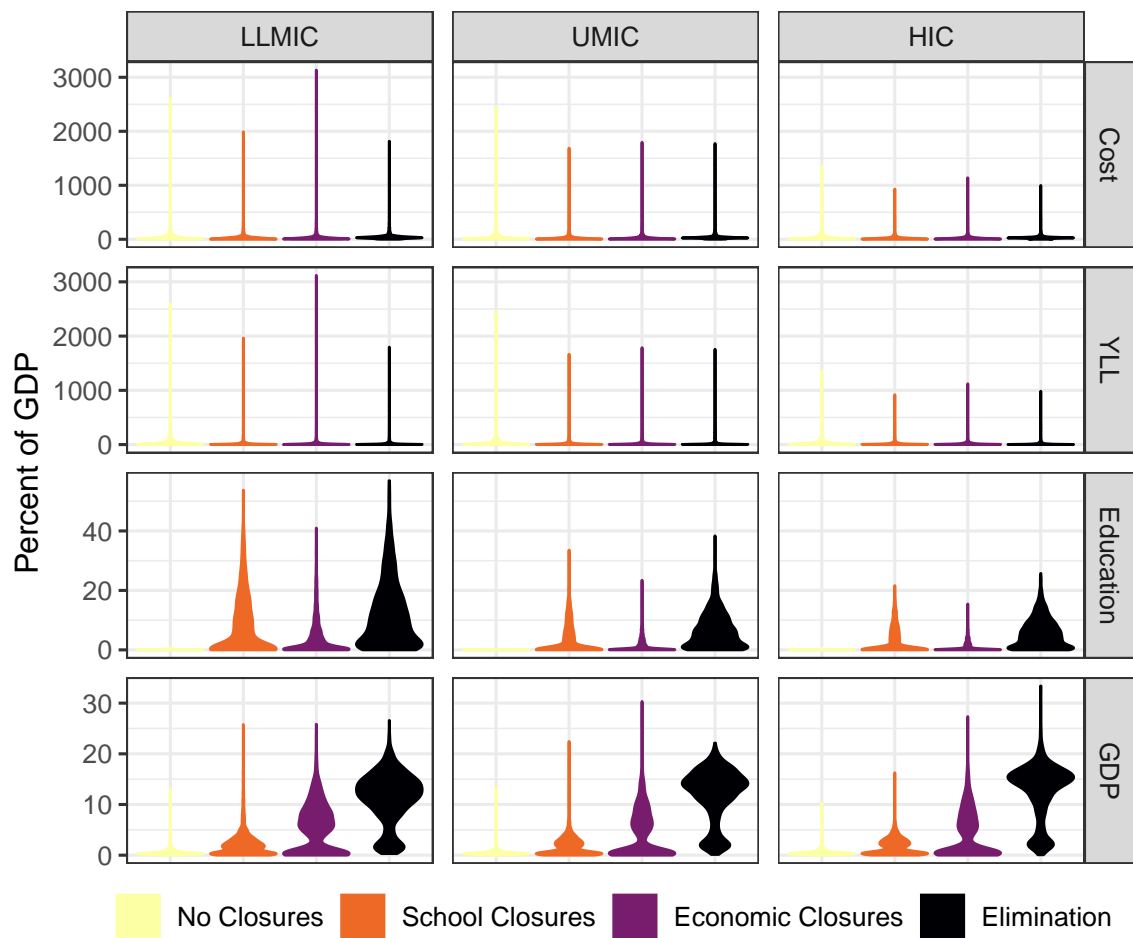 LLMIC UMIC HIC
3000
2000
1000
0
Cost
3000
2000
1000
0
YLL
Percent of GDP
40
20
0
Education
30
20
10
0
GDP
No Closures School Closures Economic Closures Elimination